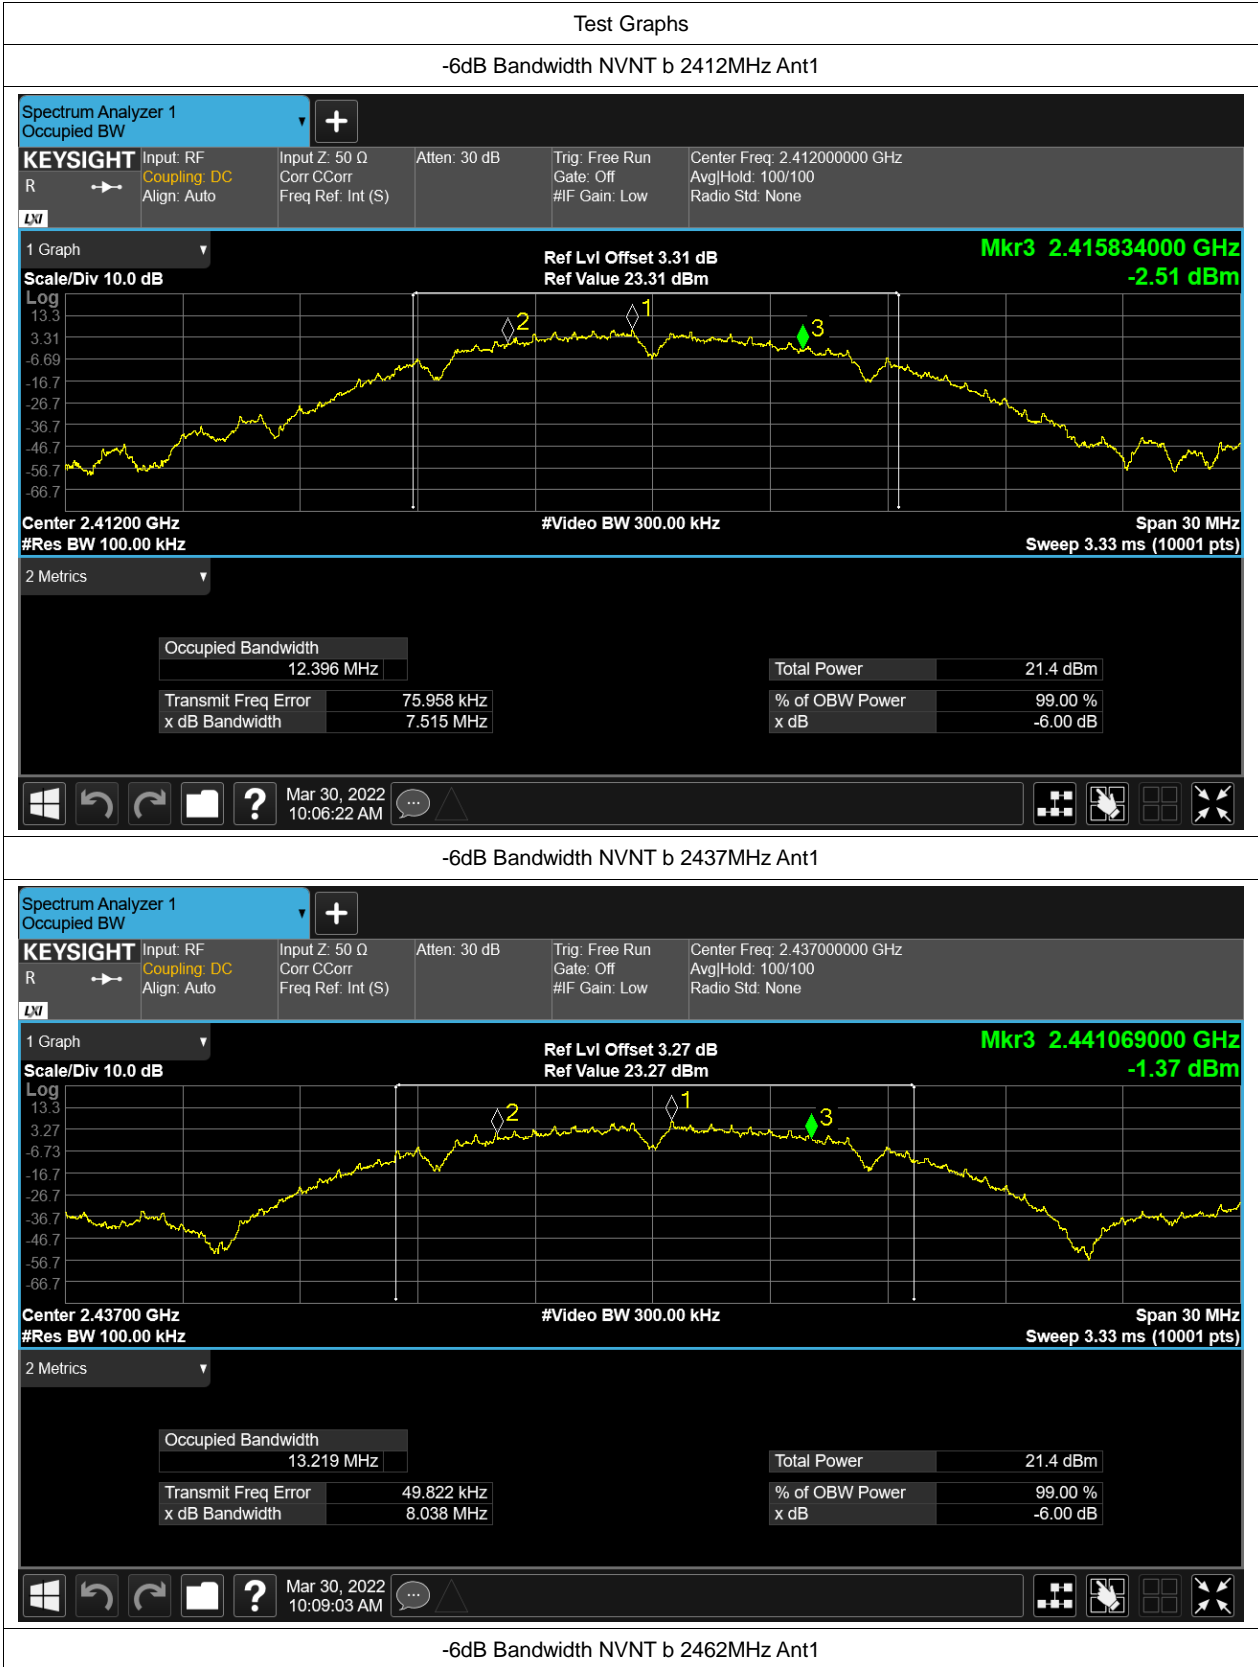 Test Graphs
-6dB Bandwidth NVNT b 2412MHz Ant1
Spectrum Analyzer 1
Occupied BW
KEYSIGHT
R
LXI
Input: RF
Coupling: DC
Align: Auto
Input Z: 50 Ω
Corr CCorr
Freq Ref: Int (S)
Atten: 30 dB
Trig: Free Run
Gate: Off
#IF Gain: Low
Center Freq: 2.412000000 GHz
Avg|Hold: 100/100
Radio Std: None
1 Graph
Mkr3 2.415834000 GHz
-2.51 dBm
Ref Lvl Offset 3.31 dB
Scale/Div 10.0 dB
Ref Value 23.31 dBm
Log
13.3
3.31
-6.69
-16.7
-26.7
-36.7
-46.7
-56.7
-66.7
2
1
3
Center 2.41200 GHz
#Video BW 300.00 kHz
Span 30 MHz
#Res BW 100.00 kHz
Sweep 3.33 ms (10001 pts)
2 Metrics
Occupied Bandwidth
12.396 MHz
Total Power 21.4 dBm
Transmit Freq Error 75.958 kHz
% of OBW Power 99.00 %
x dB Bandwidth 7.515 MHz
x dB -6.00 dB
?
Mar 30, 2022
10:06:22 AM
-6dB Bandwidth NVNT b 2437MHz Ant1
Spectrum Analyzer 1
Occupied BW
KEYSIGHT
R
LXI
Input: RF
Coupling: DC
Align: Auto
Input Z: 50 Ω
Corr CCorr
Freq Ref: Int (S)
Atten: 30 dB
Trig: Free Run
Gate: Off
#IF Gain: Low
Center Freq: 2.437000000 GHz
Avg|Hold: 100/100
Radio Std: None
1 Graph
Mkr3 2.441069000 GHz
-1.37 dBm
Ref Lvl Offset 3.27 dB
Scale/Div 10.0 dB
Ref Value 23.27 dBm
Log
13.3
3.27
-6.73
-16.7
-26.7
-36.7
-46.7
-56.7
-66.7
2
1
3
Center 2.43700 GHz
#Video BW 300.00 kHz
Span 30 MHz
#Res BW 100.00 kHz
Sweep 3.33 ms (10001 pts)
2 Metrics
Occupied Bandwidth
13.219 MHz
Total Power 21.4 dBm
Transmit Freq Error 49.822 kHz
% of OBW Power 99.00 %
x dB Bandwidth 8.038 MHz
x dB -6.00 dB
?
Mar 30, 2022
10:09:03 AM
-6dB Bandwidth NVNT b 2462MHz Ant1